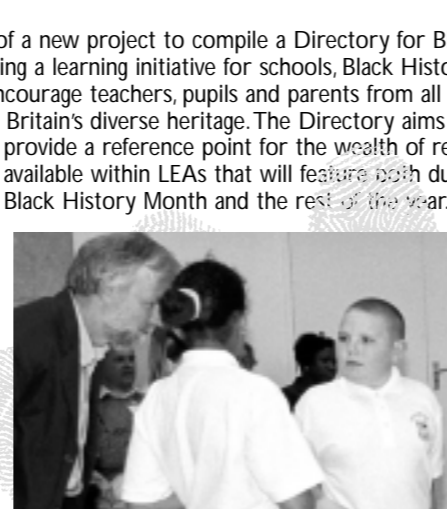 of a new project to compile a Directory for B
ing a learning initiative for schools, Black Histo
ncourage teachers, pupils and parents from all
Britain's diverse heritage. The Directory aims
provide a reference point for the wealth of re
available within LEAs that will feature both du
Black History Month and the rest of the year.